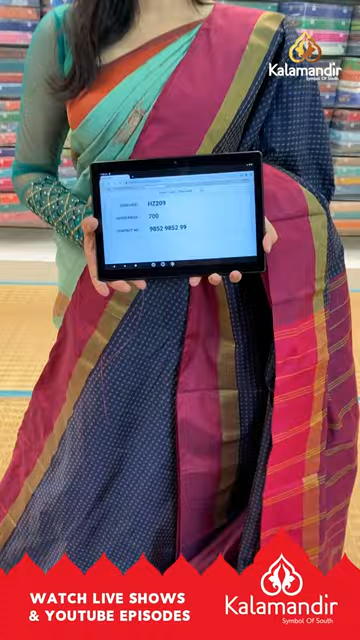 Kalamandir
Symbol Of South
HZ209
700
9852 9852 99
WATCH LIVE SHOWS
& YOUTUBE EPISODES
Kalamandir
Symbol Of South